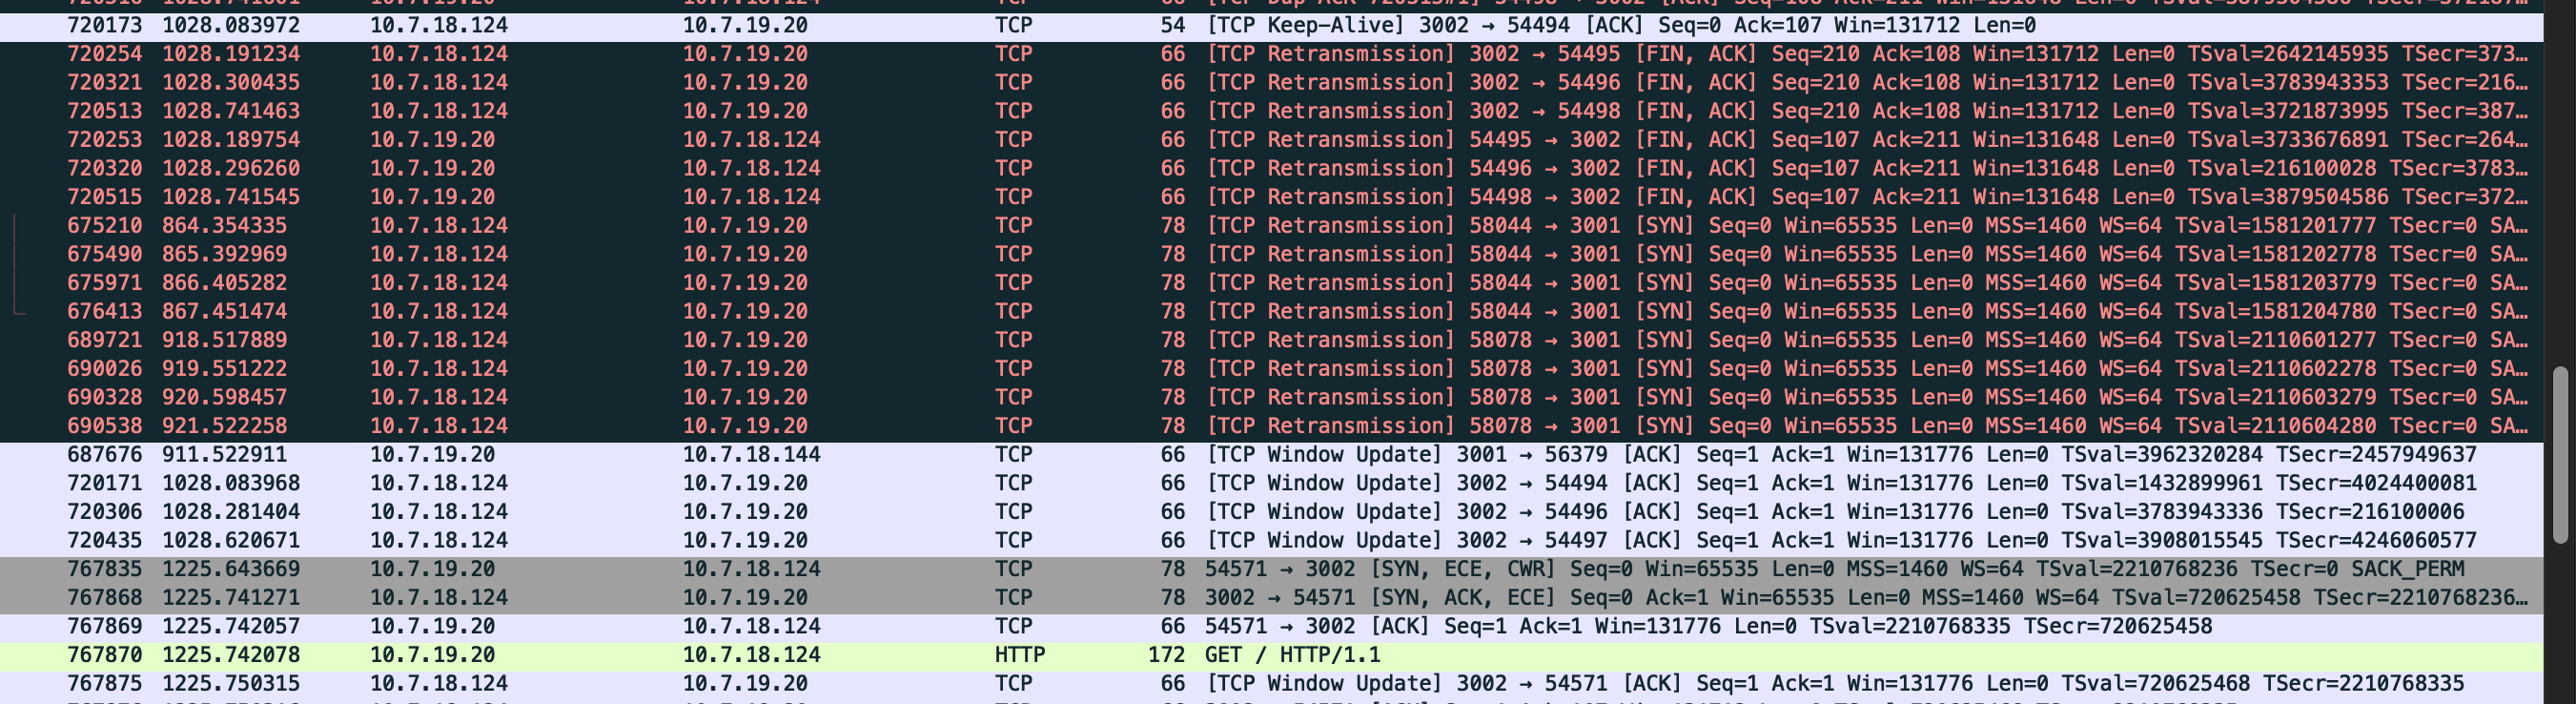 720173 1028.083972 10.7.18.124 10.7.19.20 TCP 54 [TCP Keep-Alive] 3002 → 54494 [ACK] Seq=0 Ack=107 Win=131712 Len=0
720254 1028.191234 10.7.18.124 10.7.19.20 TCP 66 [TCP Retransmission] 3002 → 54495 [FIN, ACK] Seq=210 Ack=108 Win=131712 Len=0 TSval=2642145935 TSecr=373…
720321 1028.300435 10.7.18.124 10.7.19.20 TCP 66 [TCP Retransmission] 3002 → 54496 [FIN, ACK] Seq=210 Ack=108 Win=131712 Len=0 TSval=3783943353 TSecr=216…
720513 1028.741463 10.7.18.124 10.7.19.20 TCP 66 [TCP Retransmission] 3002 → 54498 [FIN, ACK] Seq=210 Ack=108 Win=131712 Len=0 TSval=3721873995 TSecr=387…
720253 1028.189754 10.7.19.20 10.7.18.124 TCP 66 [TCP Retransmission] 54495 → 3002 [FIN, ACK] Seq=107 Ack=211 Win=131648 Len=0 TSval=3733676891 TSecr=264…
720320 1028.296260 10.7.19.20 10.7.18.124 TCP 66 [TCP Retransmission] 54496 → 3002 [FIN, ACK] Seq=107 Ack=211 Win=131648 Len=0 TSval=216100028 TSecr=3783…
720515 1028.741545 10.7.19.20 10.7.18.124 TCP 66 [TCP Retransmission] 54498 → 3002 [FIN, ACK] Seq=107 Ack=211 Win=131648 Len=0 TSval=3879504586 TSecr=372…
675210 864.354335 10.7.18.124 10.7.19.20 TCP 78 [TCP Retransmission] 58044 → 3001 [SYN] Seq=0 Win=65535 Len=0 MSS=1460 WS=64 TSval=1581201777 TSecr=0 SA…
675490 865.392969 10.7.18.124 10.7.19.20 TCP 78 [TCP Retransmission] 58044 → 3001 [SYN] Seq=0 Win=65535 Len=0 MSS=1460 WS=64 TSval=1581202778 TSecr=0 SA…
675971 866.405282 10.7.18.124 10.7.19.20 TCP 78 [TCP Retransmission] 58044 → 3001 [SYN] Seq=0 Win=65535 Len=0 MSS=1460 WS=64 TSval=1581203779 TSecr=0 SA…
676413 867.451474 10.7.18.124 10.7.19.20 TCP 78 [TCP Retransmission] 58044 → 3001 [SYN] Seq=0 Win=65535 Len=0 MSS=1460 WS=64 TSval=1581204780 TSecr=0 SA…
689721 918.517889 10.7.18.124 10.7.19.20 TCP 78 [TCP Retransmission] 58078 → 3001 [SYN] Seq=0 Win=65535 Len=0 MSS=1460 WS=64 TSval=2110601277 TSecr=0 SA…
690026 919.551222 10.7.18.124 10.7.19.20 TCP 78 [TCP Retransmission] 58078 → 3001 [SYN] Seq=0 Win=65535 Len=0 MSS=1460 WS=64 TSval=2110602278 TSecr=0 SA…
690328 920.598457 10.7.18.124 10.7.19.20 TCP 78 [TCP Retransmission] 58078 → 3001 [SYN] Seq=0 Win=65535 Len=0 MSS=1460 WS=64 TSval=2110603279 TSecr=0 SA…
690538 921.522258 10.7.18.124 10.7.19.20 TCP 78 [TCP Retransmission] 58078 → 3001 [SYN] Seq=0 Win=65535 Len=0 MSS=1460 WS=64 TSval=2110604280 TSecr=0 SA…
687676 911.522911 10.7.19.20 10.7.18.144 TCP 66 [TCP Window Update] 3001 → 56379 [ACK] Seq=1 Ack=1 Win=131776 Len=0 TSval=3962320284 TSecr=2457949637
720171 1028.083968 10.7.18.124 10.7.19.20 TCP 66 [TCP Window Update] 3002 → 54494 [ACK] Seq=1 Ack=1 Win=131776 Len=0 TSval=1432899961 TSecr=4024400081
720306 1028.281404 10.7.18.124 10.7.19.20 TCP 66 [TCP Window Update] 3002 → 54496 [ACK] Seq=1 Ack=1 Win=131776 Len=0 TSval=3783943336 TSecr=216100006
720435 1028.620671 10.7.18.124 10.7.19.20 TCP 66 [TCP Window Update] 3002 → 54497 [ACK] Seq=1 Ack=1 Win=131776 Len=0 TSval=3908015545 TSecr=4246060577
767835 1225.643669 10.7.19.20 10.7.18.124 TCP 78 54571 → 3002 [SYN, ECE, CWR] Seq=0 Win=65535 Len=0 MSS=1460 WS=64 TSval=2210768236 TSecr=0 SACK_PERM
767868 1225.741271 10.7.18.124 10.7.19.20 TCP 78 3002 → 54571 [SYN, ACK, ECE] Seq=0 Ack=1 Win=65535 Len=0 MSS=1460 WS=64 TSval=720625458 TSecr=2210768236…
767869 1225.742057 10.7.19.20 10.7.18.124 TCP 66 54571 → 3002 [ACK] Seq=1 Ack=1 Win=131776 Len=0 TSval=2210768335 TSecr=720625458
767870 1225.742078 10.7.19.20 10.7.18.124 HTTP 172 GET / HTTP/1.1
767875 1225.750315 10.7.18.124 10.7.19.20 TCP 66 [TCP Window Update] 3002 → 54571 [ACK] Seq=1 Ack=1 Win=131776 Len=0 TSval=720625468 TSecr=2210768335